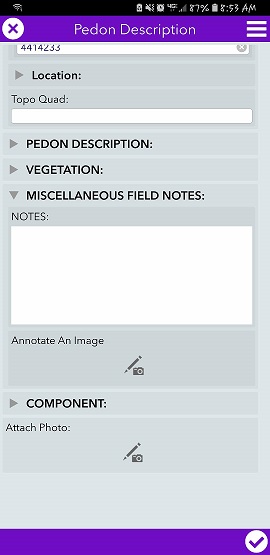 87% 8:53 AM
Pedon Description
4414233
Location:
Topo Quad:
PEDON DESCRIPTION:
VEGETATION:
MISCELLANEOUS FIELD NOTES:
NOTES:
Annotate An Image
COMPONENT:
Attach Photo: